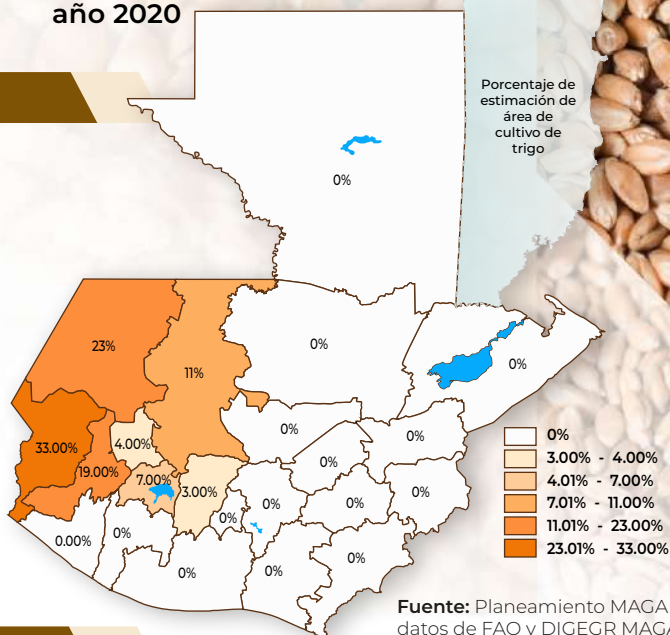 año 2020
Porcentaje de
estimación de
área de
cultivo de
trigo
0%
23%
11%
0%
0%
33.00%
4.00%
19.00%
7.00%
3.00%
0%
0%
0%
0%
0%
0%
0%
0.00%
0%
0%
0%
0%
0%
0%
3.00% - 4.00%
4.01% - 7.00%
7.01% - 11.00%
11.01% - 23.00%
23.01% - 33.00%
Fuente: Planeamiento MAGA
datos de FAO y DIGEGR MAGA